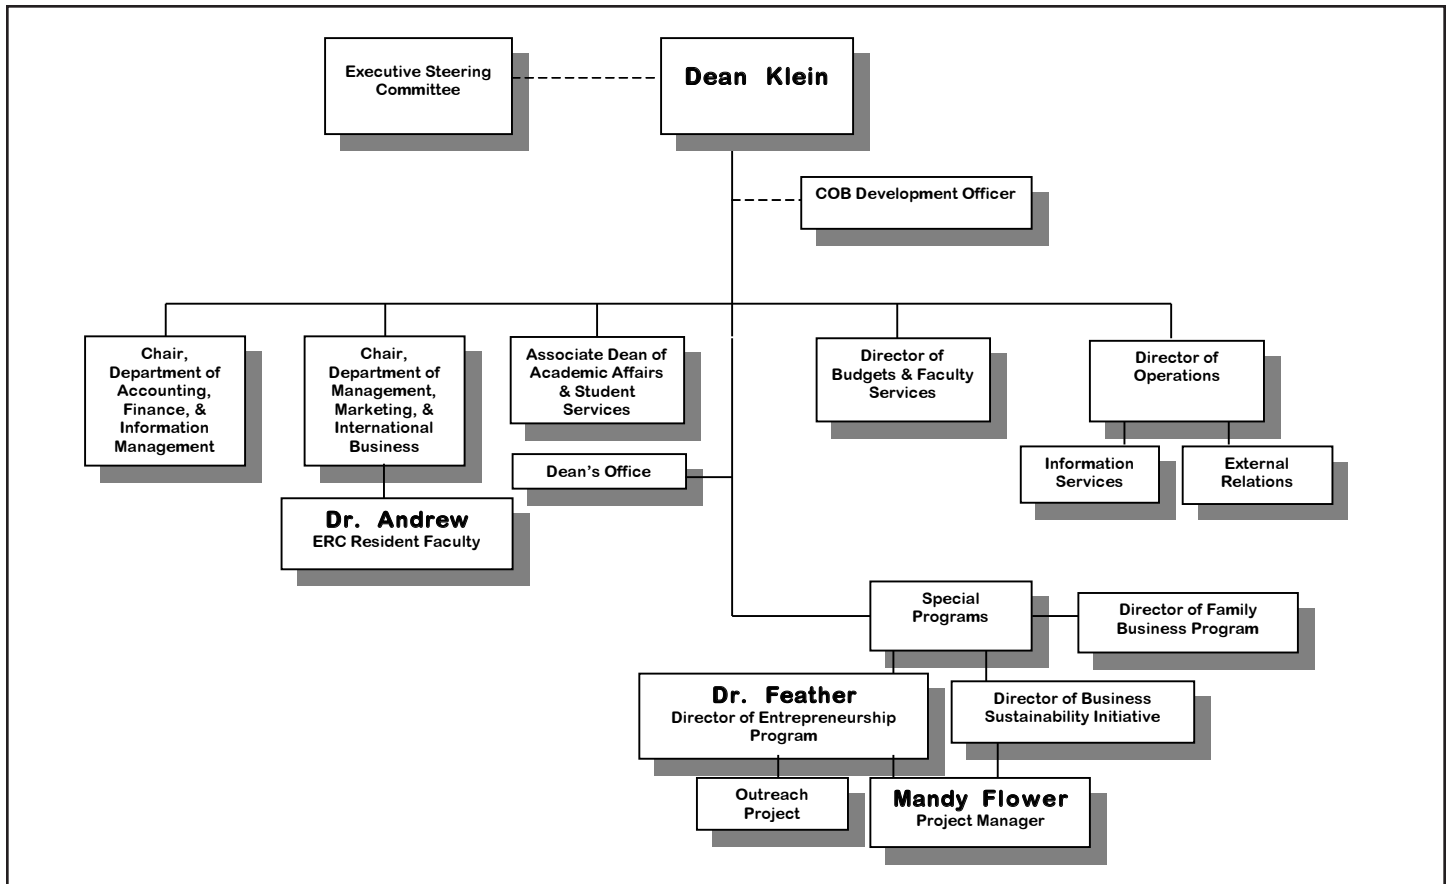 Executive Steering
Committee
Dean Klein
COB Development Officer
Chair,
Department of
Accounting,
Finance, &
Information
Management
Chair,
Department of
Management,
Marketing, &
International
Business
Associate Dean of
Academic Affairs
& Student
Services
Director of
Budgets & Faculty
Services
Director of
Operations
Dean’s Office
Information
Services
External
Relations
Dr. Andrew
ERC Resident Faculty
Special
Programs
Director of Family
Business Program
Dr. Feather
Director of Entrepreneurship
Program
Director of Business
Sustainability Initiative
Outreach
Project
Mandy Flower
Project Manager